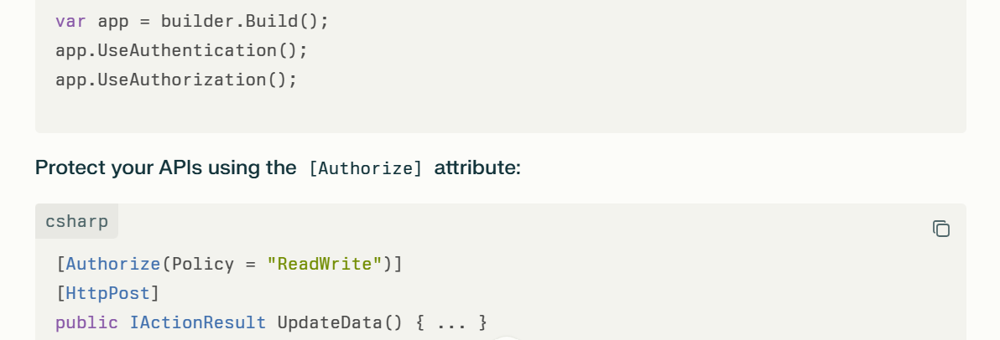 var app = builder.Build();
app.UseAuthentication();
app.UseAuthorization();
Protect your APIs using the [Authorize] attribute:
csharp
[Authorize(Policy = "ReadWrite")]
[HttpPost]
public IActionResult UpdateData() { ... }